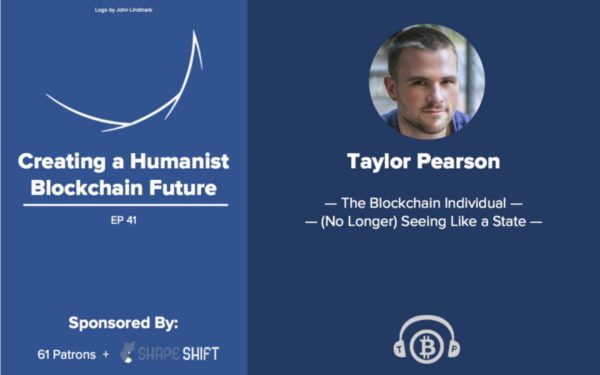 Logo by John Lindmark
Creating a Humanist
Blockchain Future
EP 41
Sponsored By:
61 Patrons + SHAPESHIFT
Taylor Pearson
— The Blockchain Individual —
— (No Longer) Seeing Like a State —
T B P